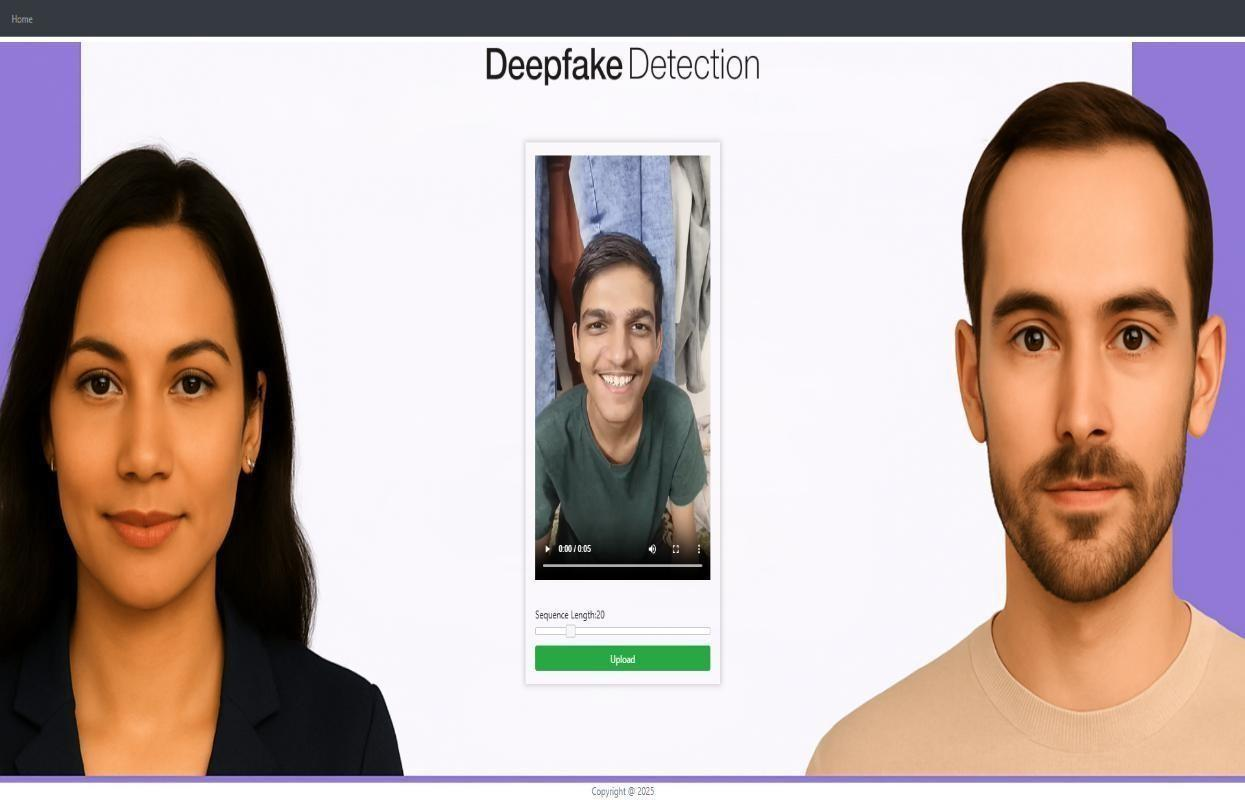 Home
Deepfake Detection
0:00 / 0:05
Sequence Length:20
Upload
Copyright @ 2025